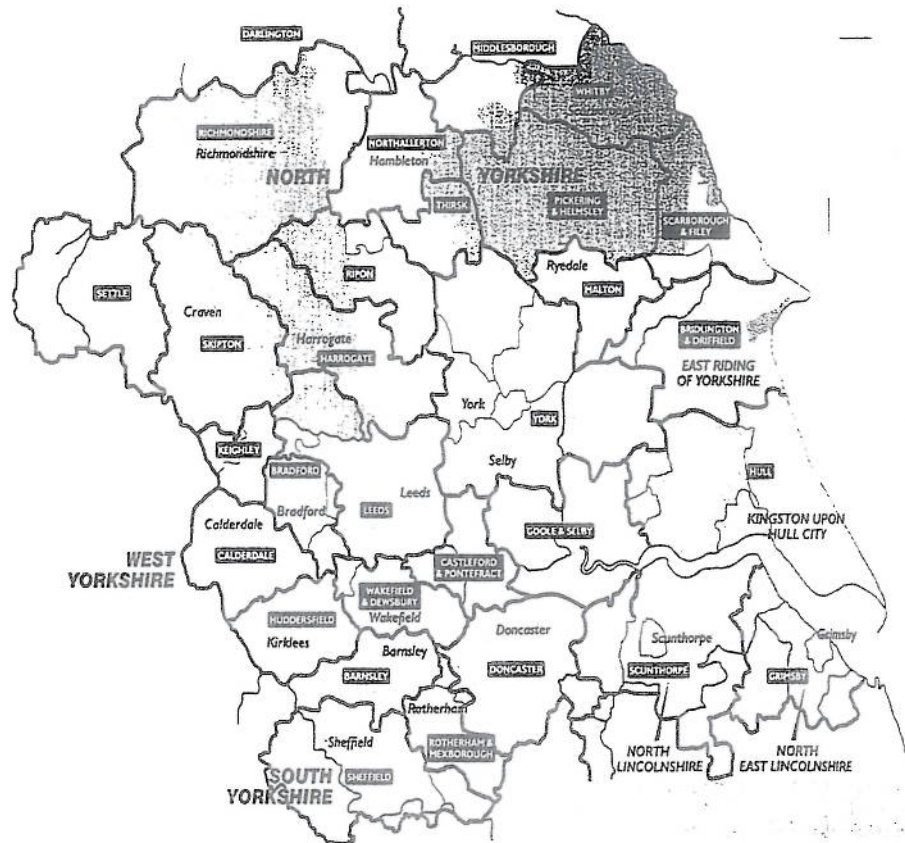 DARLINGTON
MIDDLESBOROUGH
WHITBY
RICHMONDSHIRE
Richmondshire
NORTHALLERTON
Hambleton
NORTH
YORKSHIRE
THIRSK
PICKERING
& HELMSLEY
SCARBOROUGH
& FILEY
RIPON
Ryedale
MALTON
SETTLE
Craven
SKIPTON
Harrogate
HARROGATE
BRIDLINGTON
& DRIFFIELD
EAST RIDING
OF YORKSHIRE
York
YORK
KEIGHLEY
Selby
BRADFORD
HULL
Leeds
Bradford
LEEDS
Calderdale
GOOLE & SELBY
KINGSTON UPON
HULL CITY
CALDERDALE
WEST
YORKSHIRE
CASTLEFORD
& PONTEFRACT
WAKEFIELD
& DEWSBURY
Wakefield
HUDDERSFIELD
Kirklees
Doncaster
Scunthorpe
Grimsby
Barnsley
BARNSLEY
DONCASTER
SCUNTHORPE
GRIMSBY
Rotherham
Sheffield
ROTHERHAM &
MEXBOROUGH
NORTH
LINCOLNSHIRE
NORTH
EAST LINCOLNSHIRE
SOUTH
YORKSHIRE
SHEFFIELD